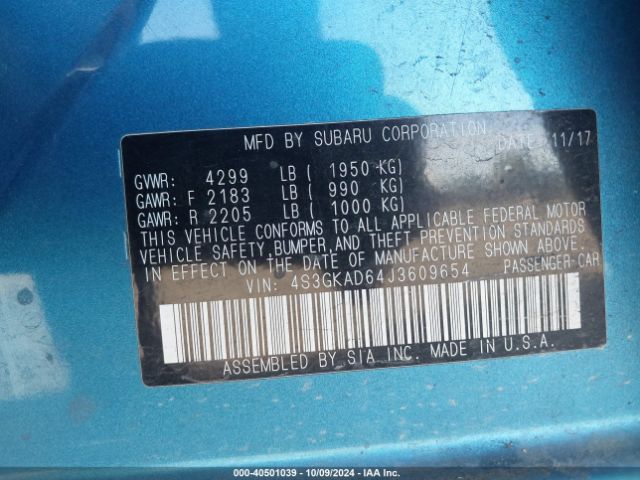 MFD BY SUBARU CORPORATION DATE 11/17
GVWR: 4299 LB ( 1950 KG)
GAWR: F 2183 LB ( 990 KG)
GAWR: R 2205 LB ( 1000 KG)
THIS VEHICLE CONFORMS TO ALL APPLICABLE FEDERAL MOTOR
VEHICLE SAFETY, BUMPER, AND THEFT PREVENTION STANDARDS
IN EFFECT ON THE DATE OF MANUFACTURE SHOWN ABOVE.
VIN: 4S3GKAD64J3609654 PASSENGER-CAR
ASSEMBLED BY SIA INC. MADE IN U.S.A.
000-40501039 - 10/09/2024 - IAA Inc.